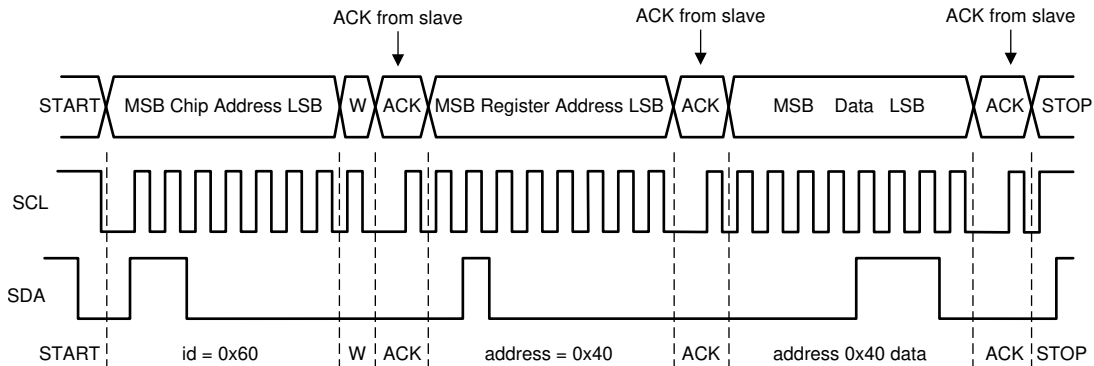 ACK from slave ACK from slave ACK from slave
START MSB Chip Address LSB W ACK MSB Register Address LSB ACK MSB Data LSB ACK STOP
SCL
SDA
START id = 0x60 W ACK address = 0x40 ACK address 0x40 data ACK STOP